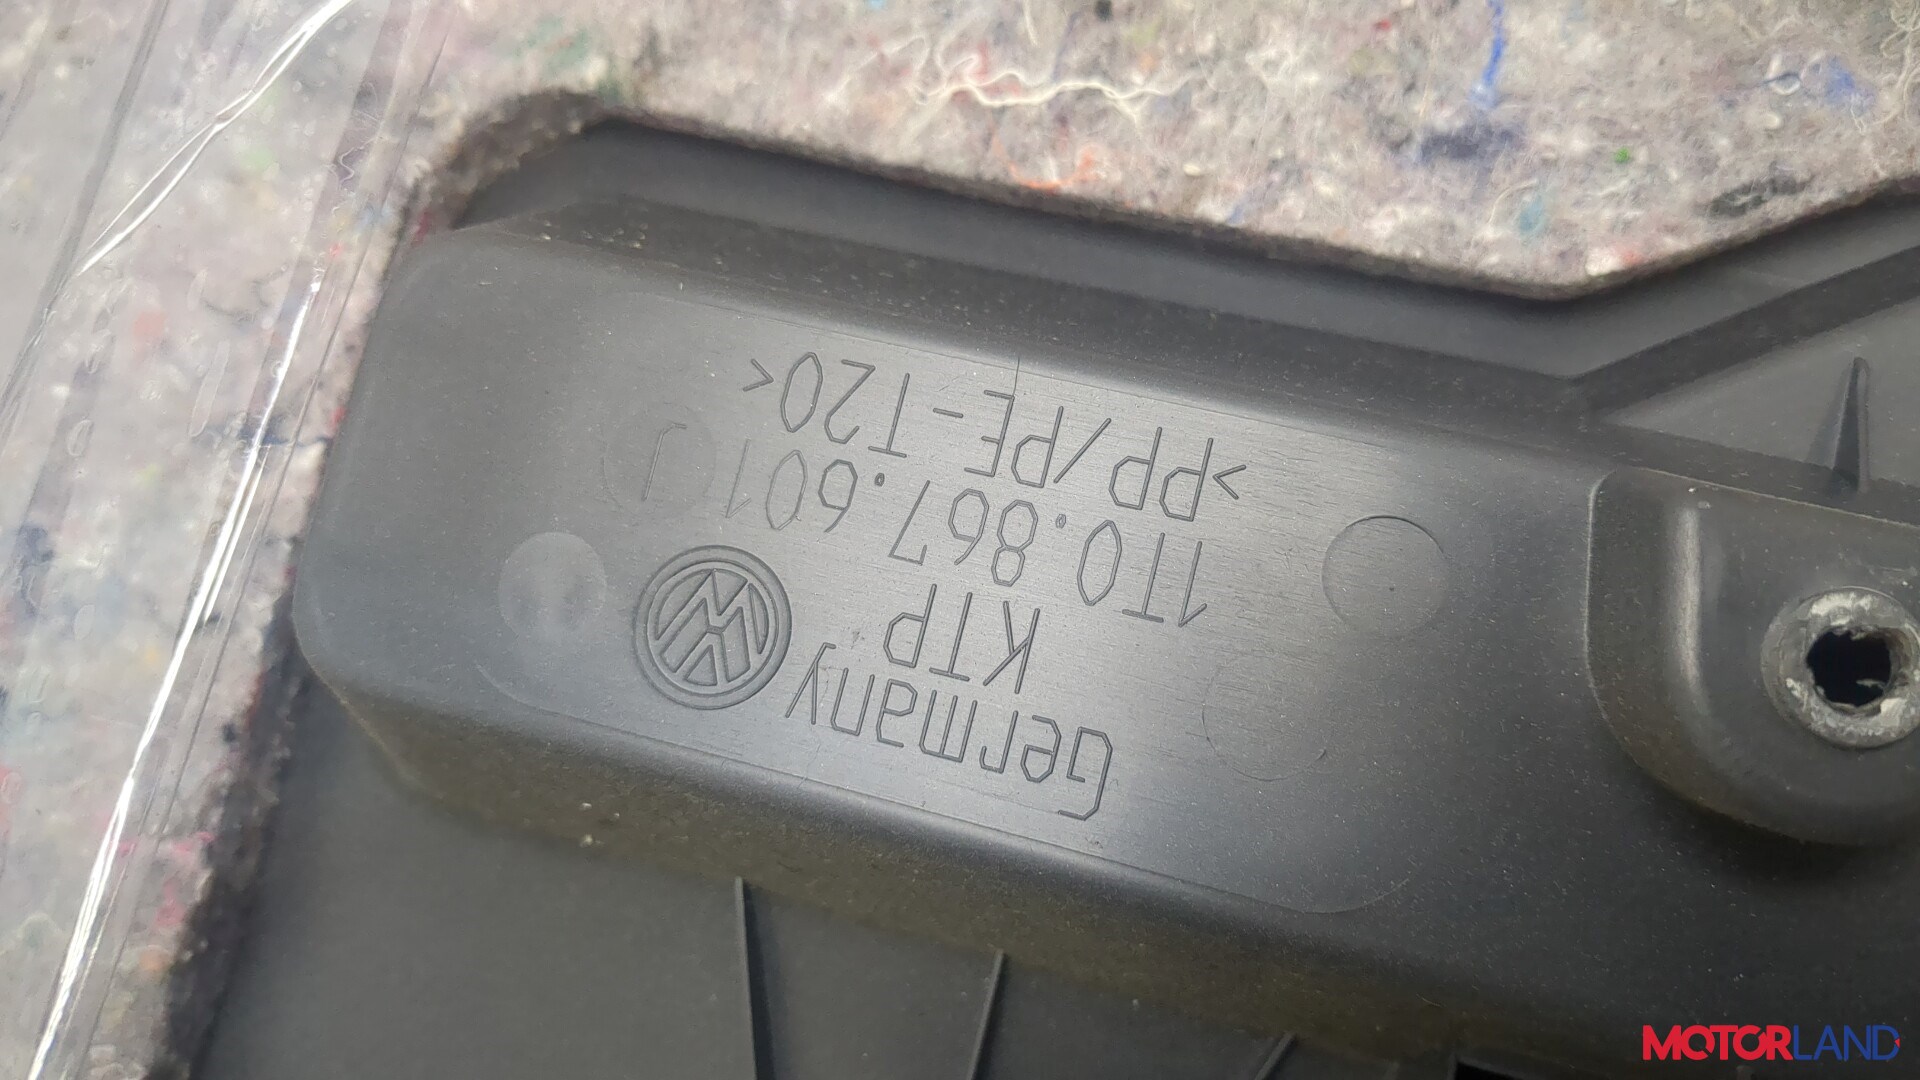 Germany
KTP
1T0.867.601 J
>PP/PE-T20<
MOTORLAND